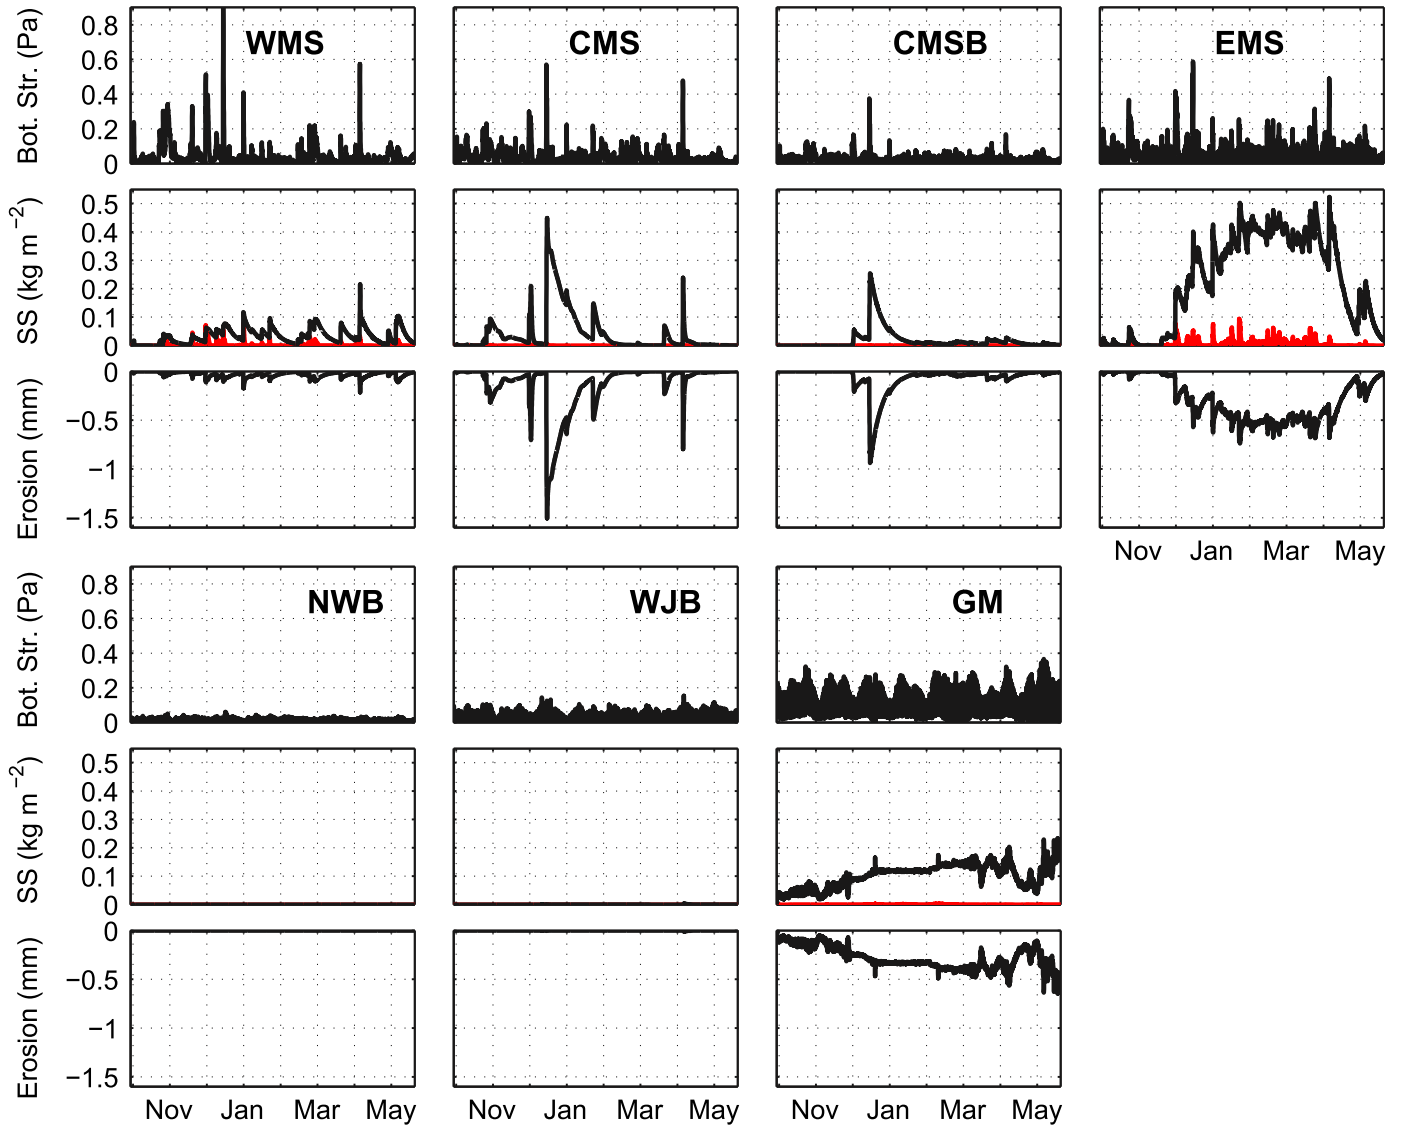 WMS
CMS
CMSB
EMS
Bot. Str. (Pa)
0.8
0.6
0.4
0.2
0
SS (kg m−2)
0.5
0.4
0.3
0.2
0.1
0
Erosion (mm)
0
−0.5
−1
−1.5
Nov Jan Mar May
NWB
WJB
GM
Bot. Str. (Pa)
0.8
0.6
0.4
0.2
0
SS (kg m−2)
0.5
0.4
0.3
0.2
0.1
0
Erosion (mm)
0
−0.5
−1
−1.5
Nov Jan Mar May
Nov Jan Mar May
Nov Jan Mar May